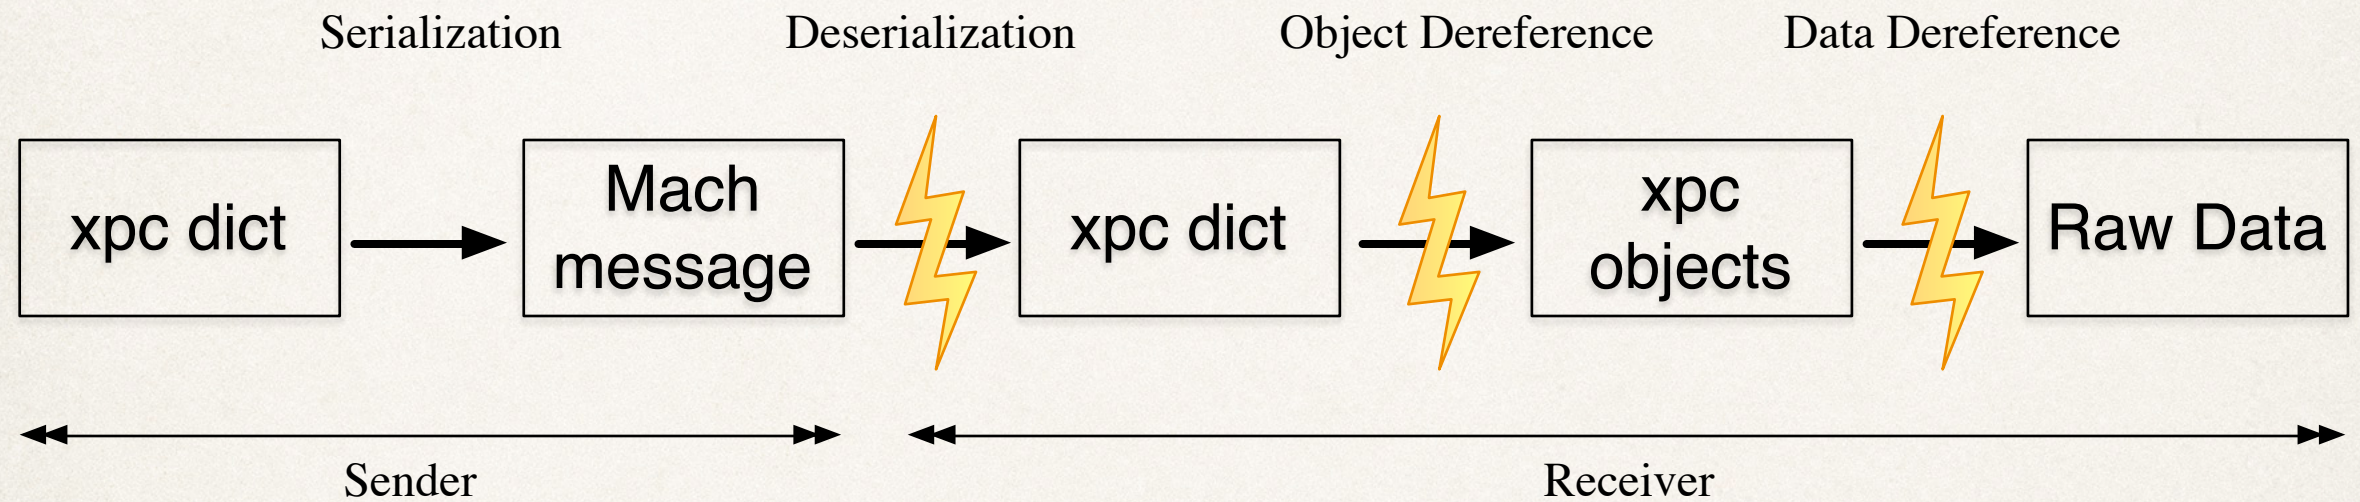 Serialization
Deserialization
Object Dereference
Data Dereference
xpc dict
Mach
message
xpc dict
xpc
objects
Raw Data
Sender
Receiver